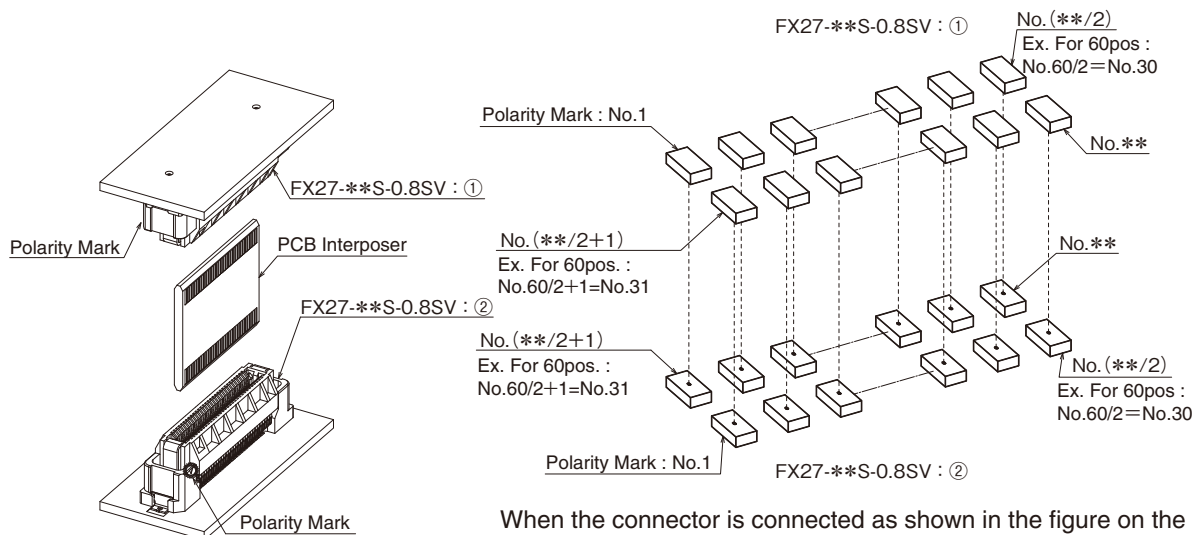 FX27-**S-0.8SV : ①
Polarity Mark
PCB Interposer
FX27-**S-0.8SV : ②
Polarity Mark
FX27-**S-0.8SV : ①
No.(**/2)
Ex. For 60pos :
No.60/2=No.30
Polarity Mark : No.1
No.**
No.(**/2+1)
Ex. For 60pos. :
No.60/2+1=No.31
No.**
No.(**/2+1)
Ex. For 60pos. :
No.60/2+1=No.31
No.(**/2)
Ex. For 60pos :
No.60/2=No.30
Polarity Mark : No.1
FX27-**S-0.8SV : ②
When the connector is connected as shown in the figure on the